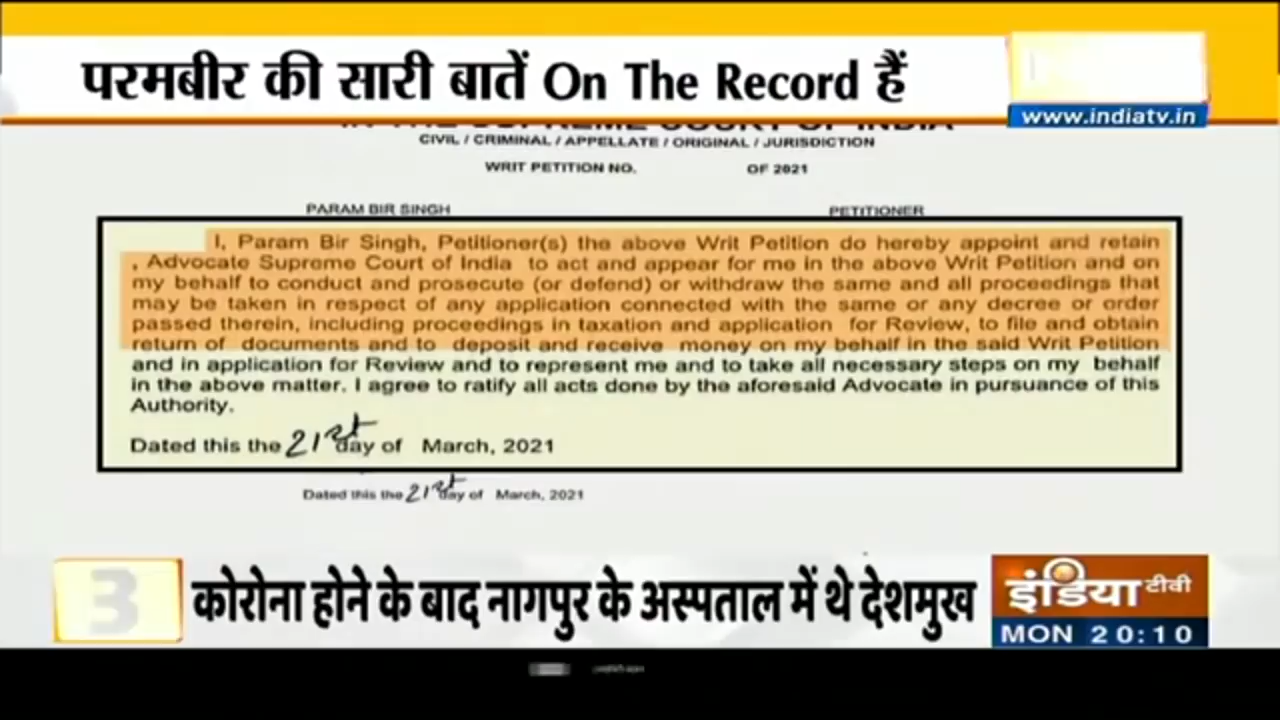 परमबीर की सारी बातें On The Record हैं
www.indiatv.in
IN THE SUPREME COURT OF INDIA
CIVIL / CRIMINAL / APPELLATE / ORIGINAL / JURISDICTION
WRIT PETITION NO. OF 2021
PARAM BIR SINGH PETITIONER
I, Param Bir Singh, Petitioner(s) the above Writ Petition do hereby appoint and retain
, Advocate Supreme Court of India to act and appear for me in the above Writ Petition and on
my behalf to conduct and prosecute (or defend) or withdraw the same and all proceedings that
may be taken in respect of any application connected with the same or any decree or order
passed therein, including proceedings in taxation and application for Review, to file and obtain
return of documents and to deposit and receive money on my behalf in the said Writ Petition
and in application for Review and to represent me and to take all necessary steps on my behalf
in the above matter. I agree to ratify all acts done by the aforesaid Advocate in pursuance of this
Authority.
Dated this the 21st day of March, 2021
Dated this the 21st day of March, 2021
3 कोरोना होने के बाद नागपुर के अस्पताल में थे देशमुख
इंडिया टीवी
MON 20:10